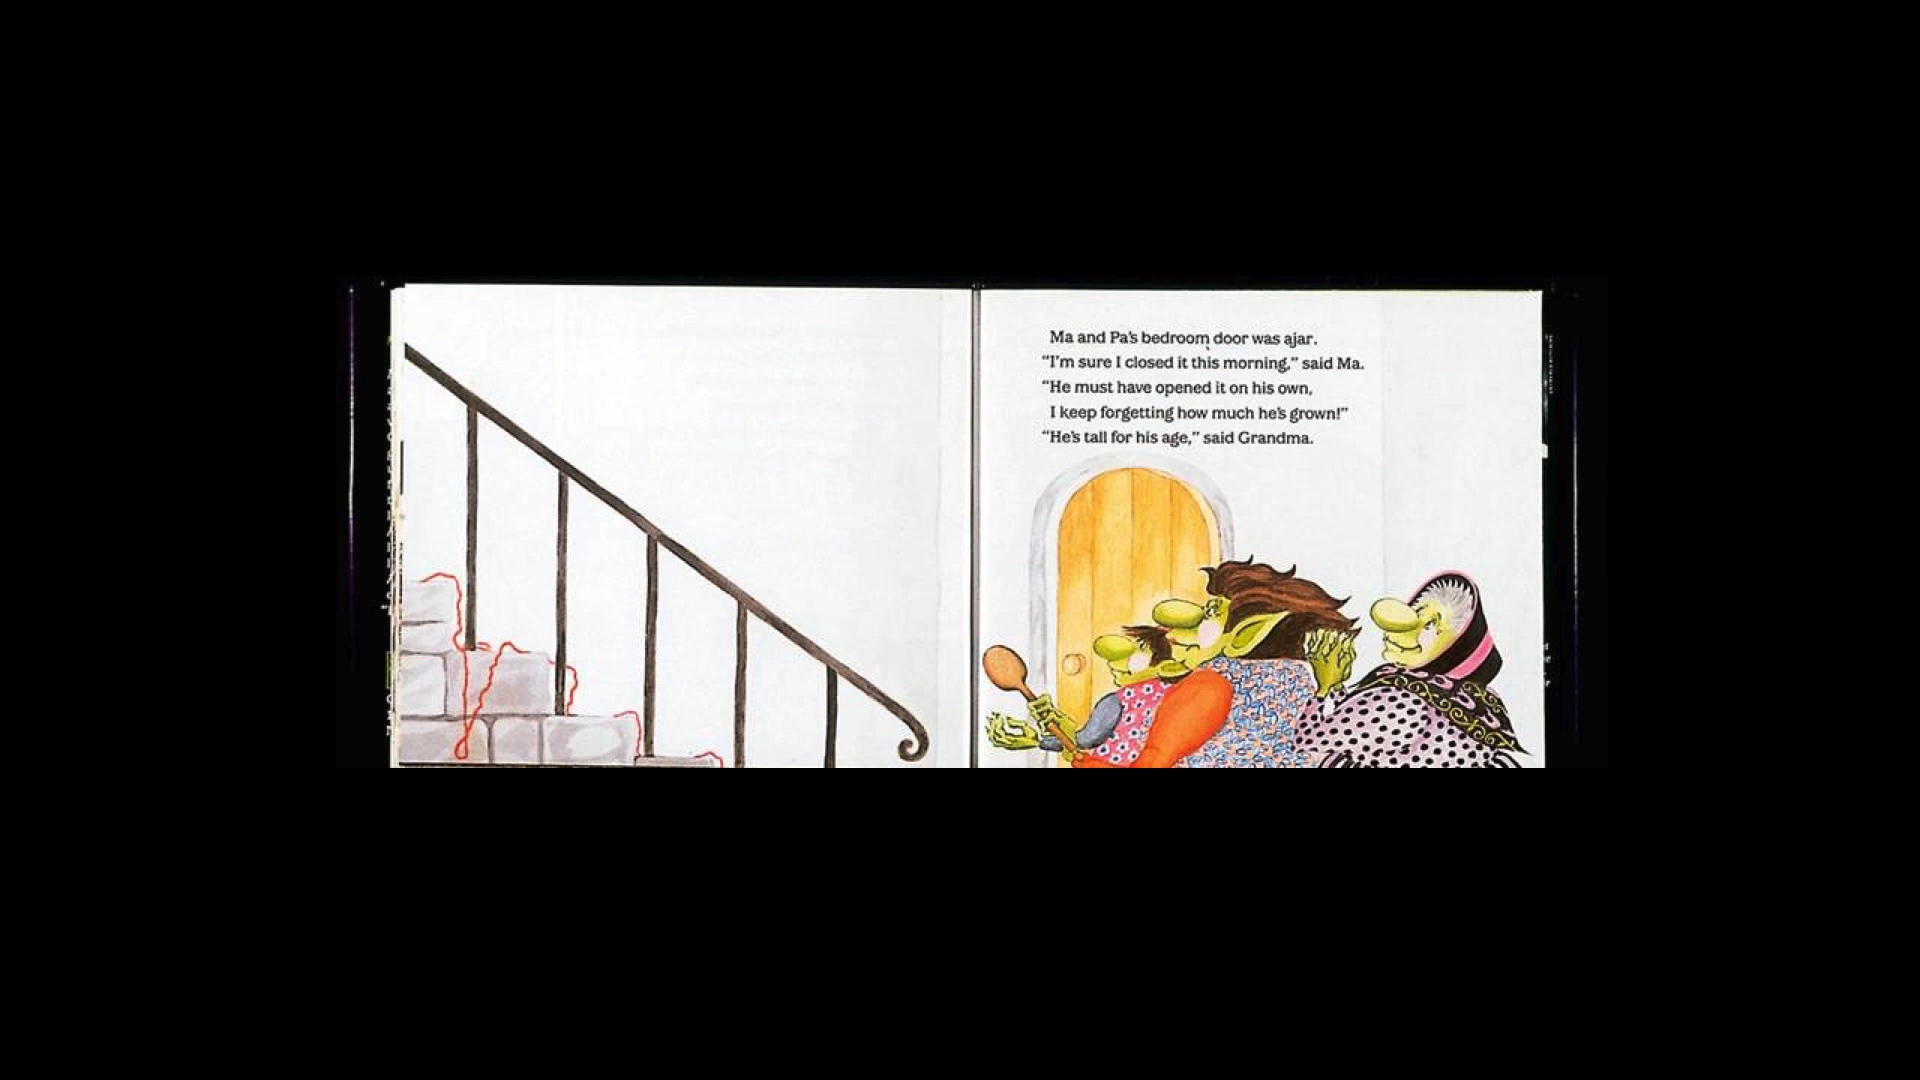 Ma and Pa's bedroom door was ajar.
“I'm sure I closed it this morning,” said Ma.
“He must have opened it on his own,
I keep forgetting how much he's grown!”
“He's tall for his age,” said Grandma.